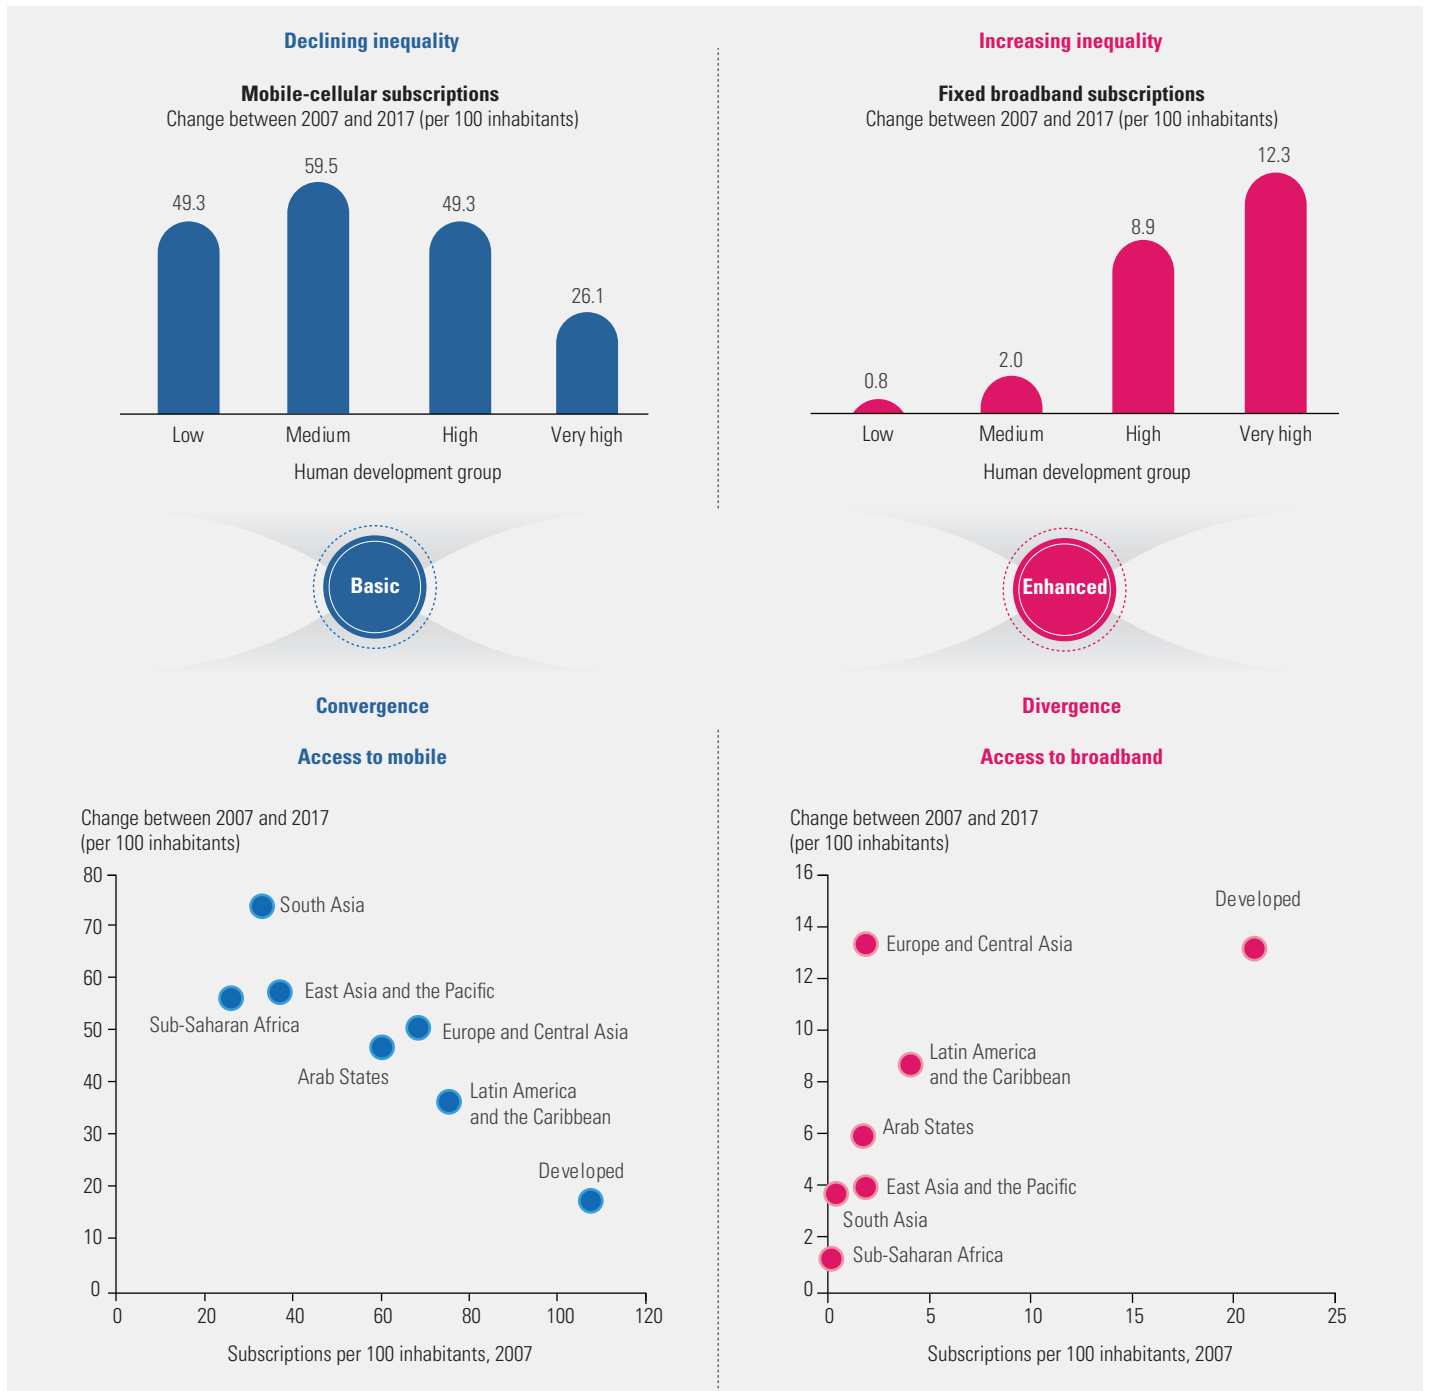 Declining inequality
Mobile-cellular subscriptions
Change between 2007 and 2017 (per 100 inhabitants)
59.5
49.3
49.3
26.1
Low
Medium
High
Very high
Human development group
Increasing inequality
Fixed broadband subscriptions
Change between 2007 and 2017 (per 100 inhabitants)
12.3
8.9
2.0
0.8
Low
Medium
High
Very high
Human development group
Basic
Enhanced
Convergence
Access to mobile
Change between 2007 and 2017
(per 100 inhabitants)
80
70
60
50
40
30
20
10
0
South Asia
East Asia and the Pacific
Sub-Saharan Africa
Europe and Central Asia
Arab States
Latin America
and the Caribbean
Developed
0
20
40
60
80
100
120
Subscriptions per 100 inhabitants, 2007
Divergence
Access to broadband
Change between 2007 and 2017
(per 100 inhabitants)
16
14
12
10
8
6
4
2
0
Developed
Europe and Central Asia
Latin America
and the Caribbean
Arab States
East Asia and the Pacific
South Asia
Sub-Saharan Africa
0
5
10
15
20
25
Subscriptions per 100 inhabitants, 2007